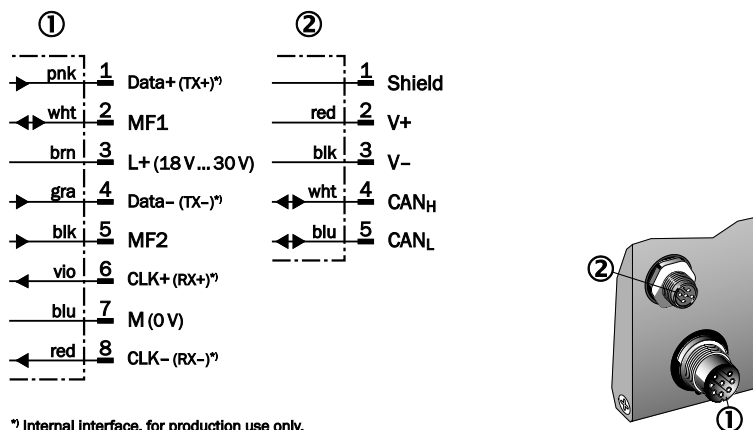 ① ②
pnk 1 Data+ (TX+)*)
wht 2 MF1
brn 3 L+ (18 V ... 30 V)
gra 4 Data– (TX–)*)
blk 5 MF2
vio 6 CLK+ (RX+)*)
blu 7 M (0 V)
red 8 CLK– (RX–)*)
1 Shield
red 2 V+
blk 3 V–
wht 4 CANH
blu 5 CANL
②
①
*) Internal interface, for production use only.